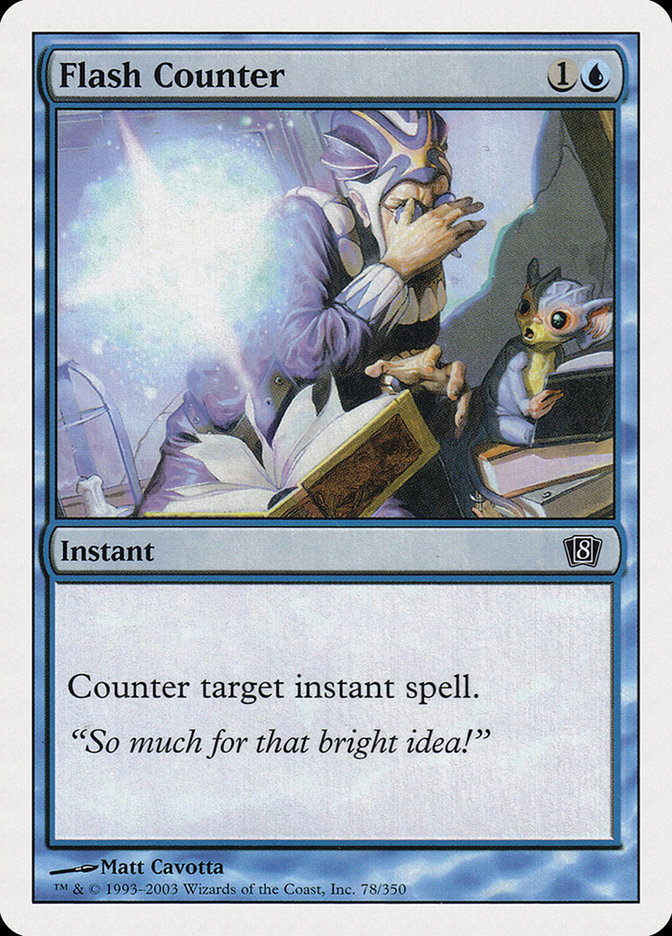 Flash Counter 1
Instant 8
Counter target instant spell.
“So much for that bright idea!”
Matt Cavotta
™ & © 1993–2003 Wizards of the Coast, Inc. 78/350